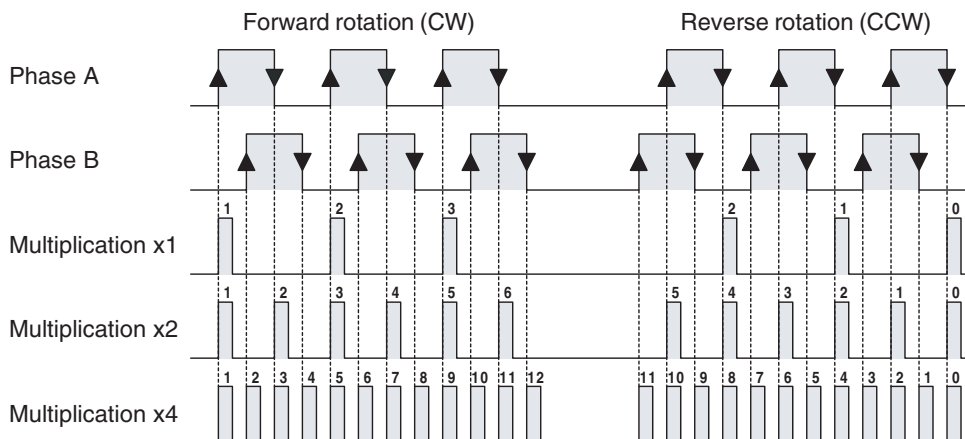 Forward rotation (CW) Reverse rotation (CCW)
Phase A
Phase B
1 2 3 2 1 0
Multiplication x1
1 2 3 4 5 6 5 4 3 2 1 0
Multiplication x2
1 2 3 4 5 6 7 8 9 10 11 12 11 10 9 8 7 6 5 4 3 2 1 0
Multiplication x4